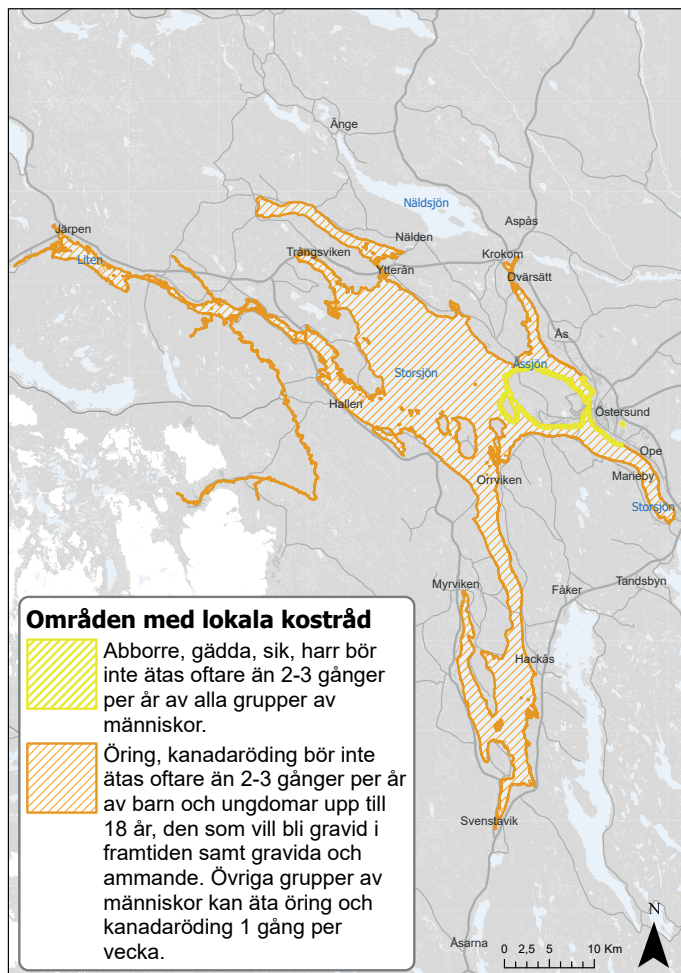 Änge
Näldsjön
Aspås
Järpen
Nälden
Trångsviken
Krokom
Liten
Ytterån
Dvärsätt
Ås
Åssjön
Storsjön
Hallen
Östersund
Ope
Marieby
Orrviken
Storsjön
Myrviken
Fåker
Tandsbyn
Hackås
Svenstavik
Åsarna
Områden med lokala kostråd
Abborre, gädda, sik, harr bör
inte ätas oftare än 2-3 gånger
per år av alla grupper av
människor.
Öring, kanadaröding bör inte
ätas oftare än 2-3 gånger per år
av barn och ungdomar upp till
18 år, den som vill bli gravid i
framtiden samt gravida och
ammande. Övriga grupper av
människor kan äta öring och
kanadaröding 1 gång per
vecka.
N
0 2,5 5 10 Km